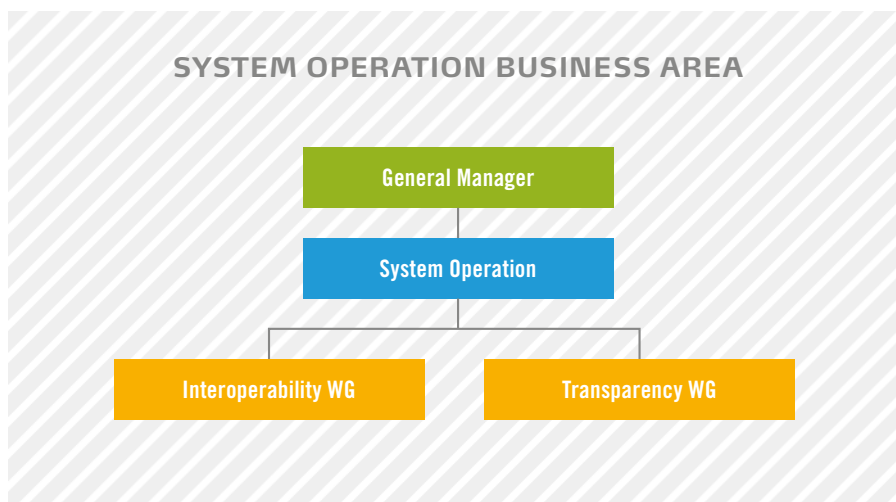 SYSTEM OPERATION BUSINESS AREA
General Manager
System Operation
Interoperability WG
Transparency WG